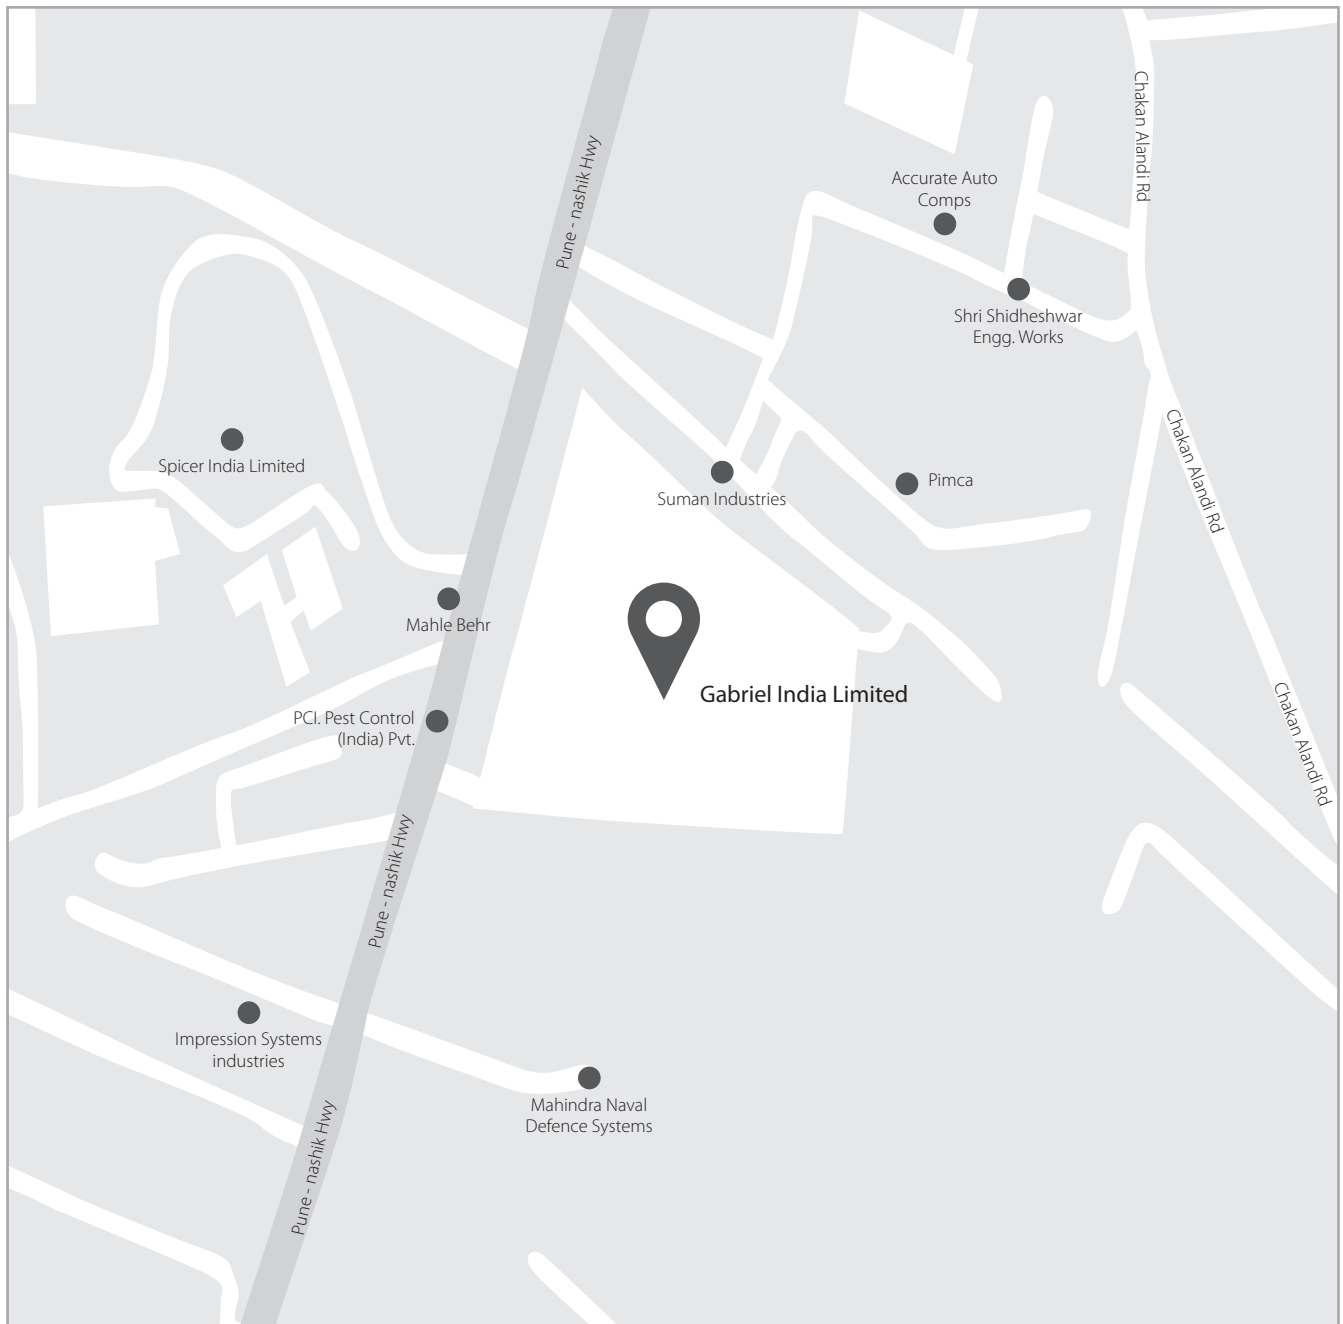 Chakan Alandi Rd
Pune - nashik Hwy
Accurate Auto
Comps
Shri Shidheshwar
Engg. Works
Chakan Alandi Rd
Spicer India Limited
Pimca
Suman Industries
Mahle Behr
Gabriel India Limited
Chakan Alandi Rd
PCI. Pest Control
(India) Pvt.
Pune - nashik Hwy
Impression Systems
industries
Mahindra Naval
Defence Systems
Pune - nashik Hwy